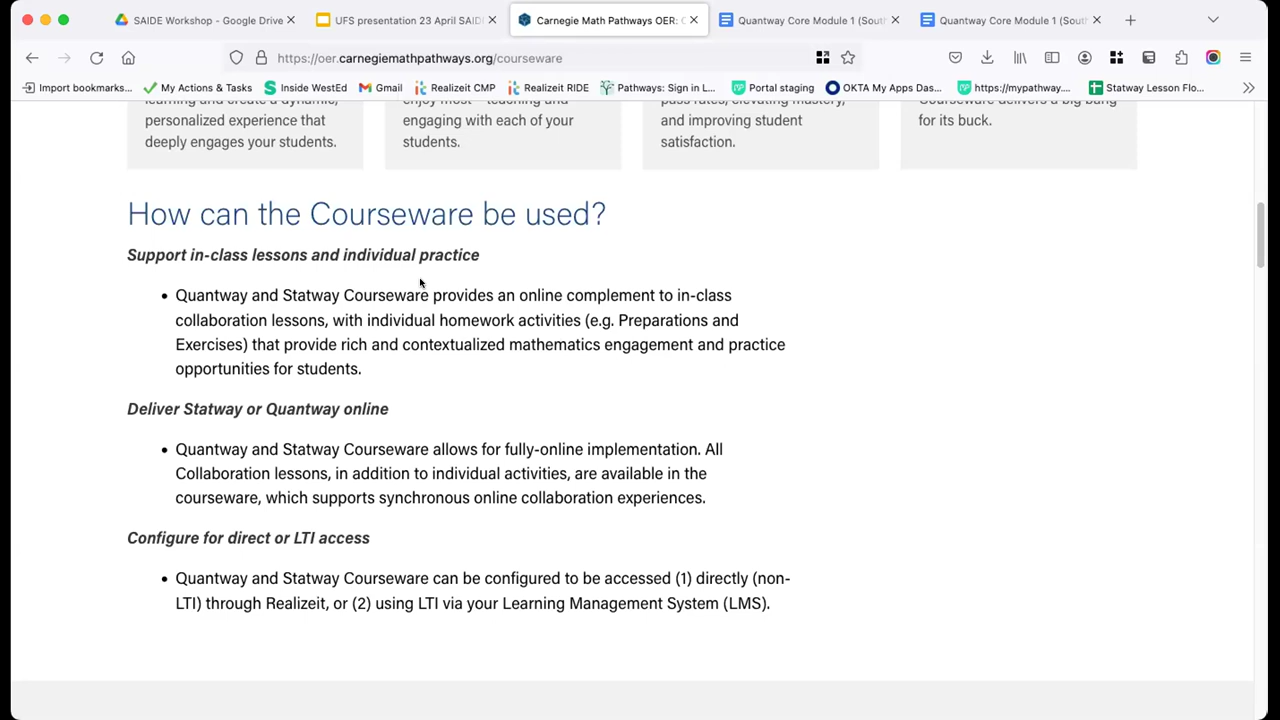 SAIDE Workshop - Google Drive
UFS presentation 23 April SAID
Carnegie Math Pathways OER:
Quantway Core Module 1 (Sout
Quantway Core Module 1 (Sout
https://oer.carnegiemathpathways.org/courseware
Import bookmarks...
My Actions & Tasks
Inside WestEd
Gmail
Realizeit CMP
Realizeit RIDE
Pathways: Sign in L...
Portal staging
OKTA My Apps Das...
https://mypathway....
Statway Lesson Flo...
learning and create a dynamic,
personalized experience that
deeply engages your students.
enjoy most - teaching and
engaging with each of your
students.
pass rates, elevating mastery,
and improving student
satisfaction.
Courseware delivers a big bang
for its buck.
How can the Courseware be used?
Support in-class lessons and individual practice
• Quantway and Statway Courseware provides an online complement to in-class
collaboration lessons, with individual homework activities (e.g. Preparations and
Exercises) that provide rich and contextualized mathematics engagement and practice
opportunities for students.
Deliver Statway or Quantway online
• Quantway and Statway Courseware allows for fully-online implementation. All
Collaboration lessons, in addition to individual activities, are available in the
courseware, which supports synchronous online collaboration experiences.
Configure for direct or LTI access
• Quantway and Statway Courseware can be configured to be accessed (1) directly (non-
LTI) through Realizeit, or (2) using LTI via your Learning Management System (LMS).